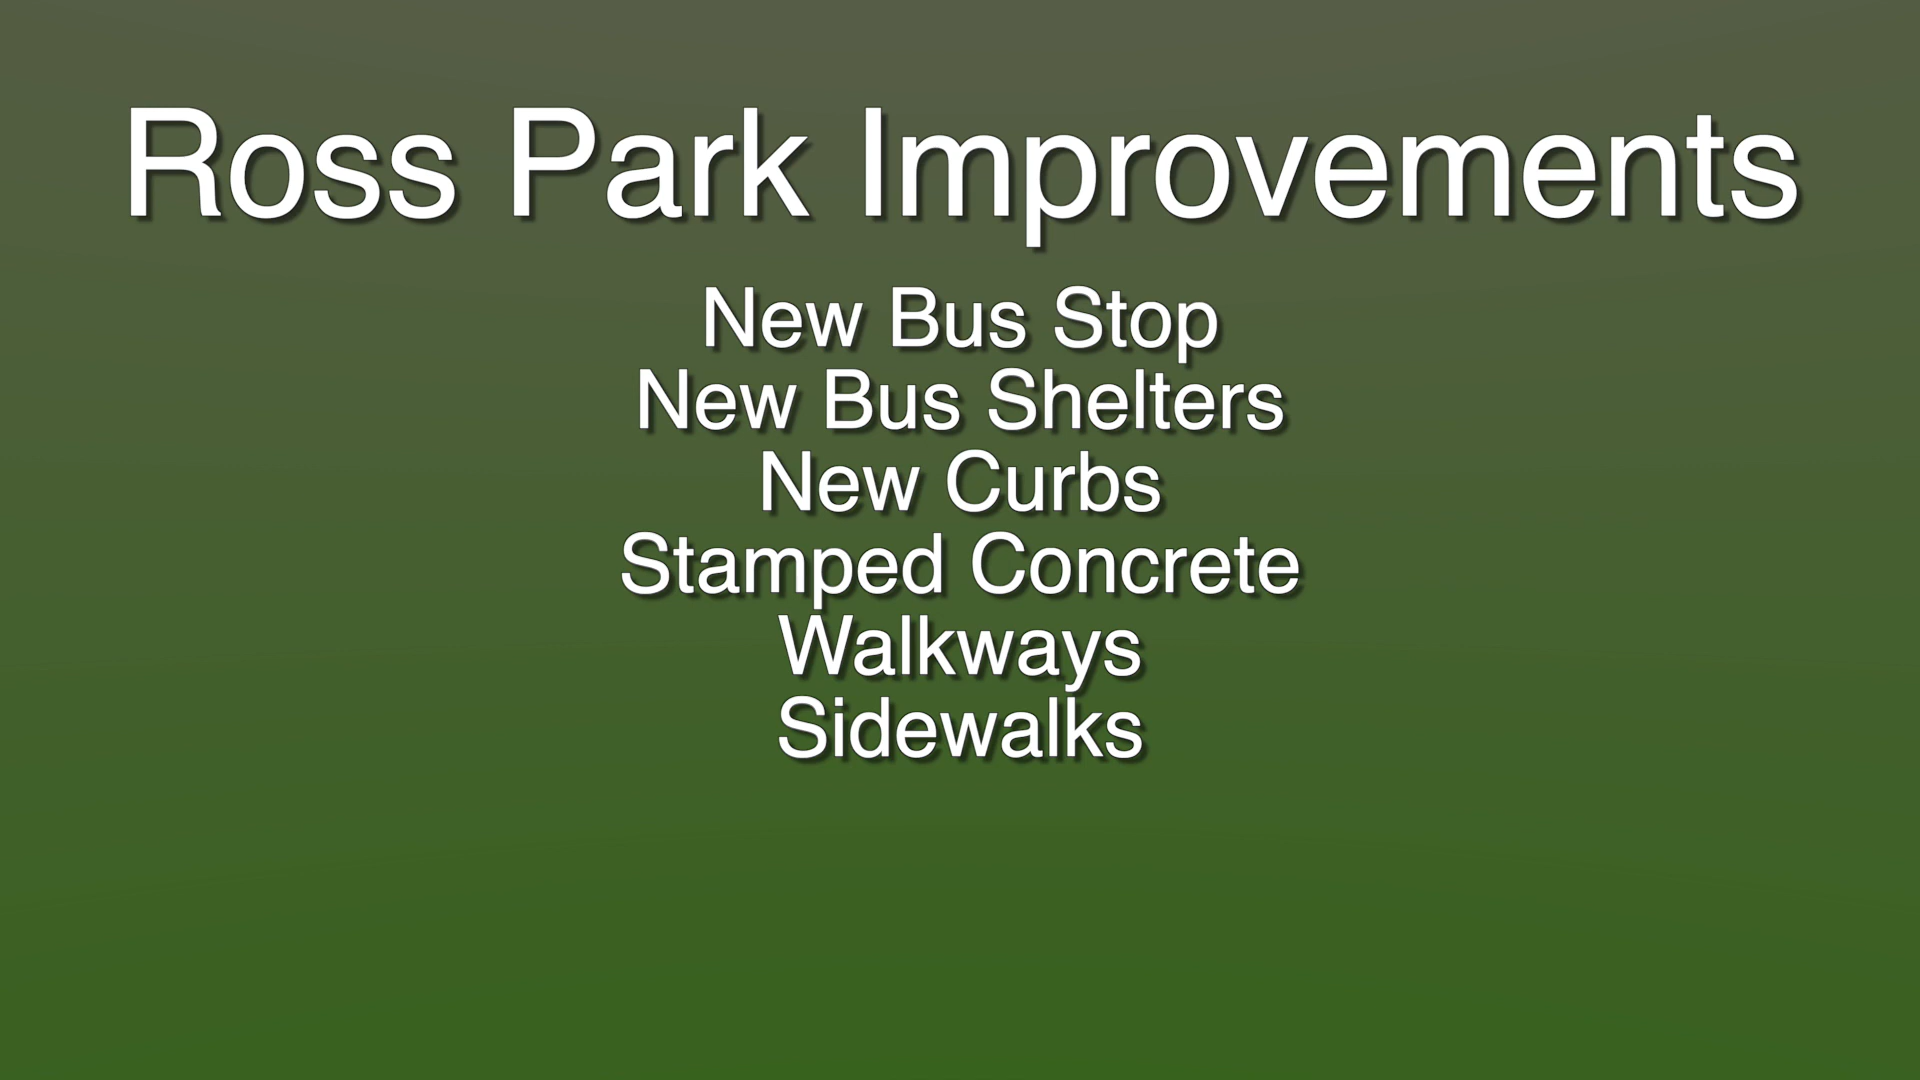 Ross Park Improvements
New Bus Stop
New Bus Shelters
New Curbs
Stamped Concrete
Walkways
Sidewalks